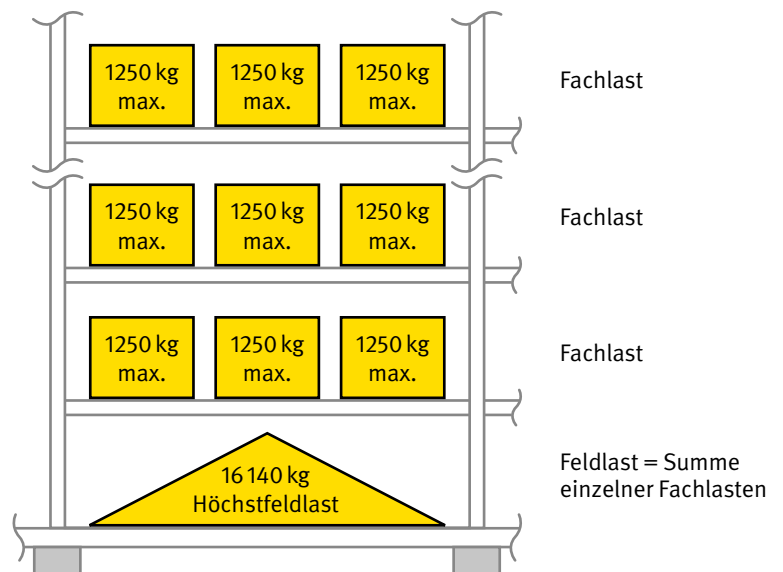 1250 kg max.
1250 kg max.
1250 kg max.
Fachlast
1250 kg max.
1250 kg max.
1250 kg max.
Fachlast
1250 kg max.
1250 kg max.
1250 kg max.
Fachlast
16 140 kg
Höchstfeldlast
Feldlast = Summe
einzelner Fachlasten